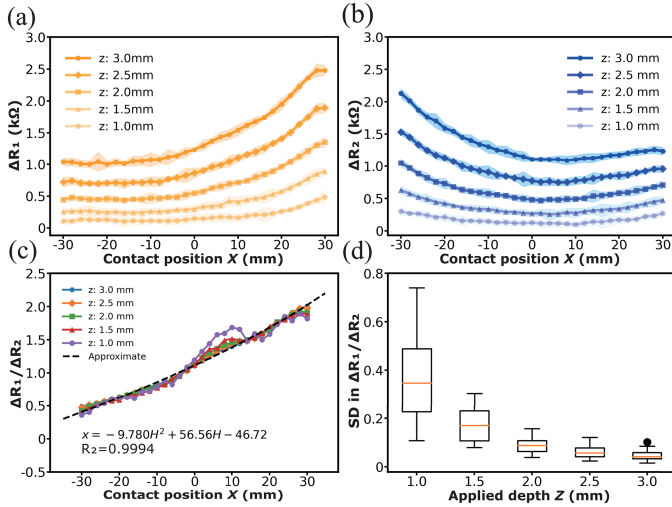 (a)
3.0
2.5
2.0
1.5
1.0
0.5
0
ΔR₁ (kΩ)
z: 3.0mm
z: 2.5mm
z: 2.0mm
z: 1.5mm
z: 1.0mm
-30 -20 -10 0 10 20 30
Contact position X (mm)
(b)
3.0
2.5
2.0
1.5
1.0
0.5
0
ΔR₂ (kΩ)
z: 3.0 mm
z: 2.5 mm
z: 2.0 mm
z: 1.5 mm
z: 1.0 mm
-30 -20 -10 0 10 20 30
Contact position X (mm)
(c)
2.5
2.0
1.5
1.0
0.5
0
-0.5
ΔR₁/ΔR₂
z: 3.0 mm
z: 2.5 mm
z: 2.0 mm
z: 1.5 mm
z: 1.0 mm
Approximate
x = −9.780H² + 56.56H − 46.72
R₂=0.9994
-30 -20 -10 0 10 20 30
Contact position X (mm)
(d)
0.8
0.6
0.4
0.2
0
SD in ΔR₁/ΔR₂
1.0 1.5 2.0 2.5 3.0
Applied depth Z (mm)